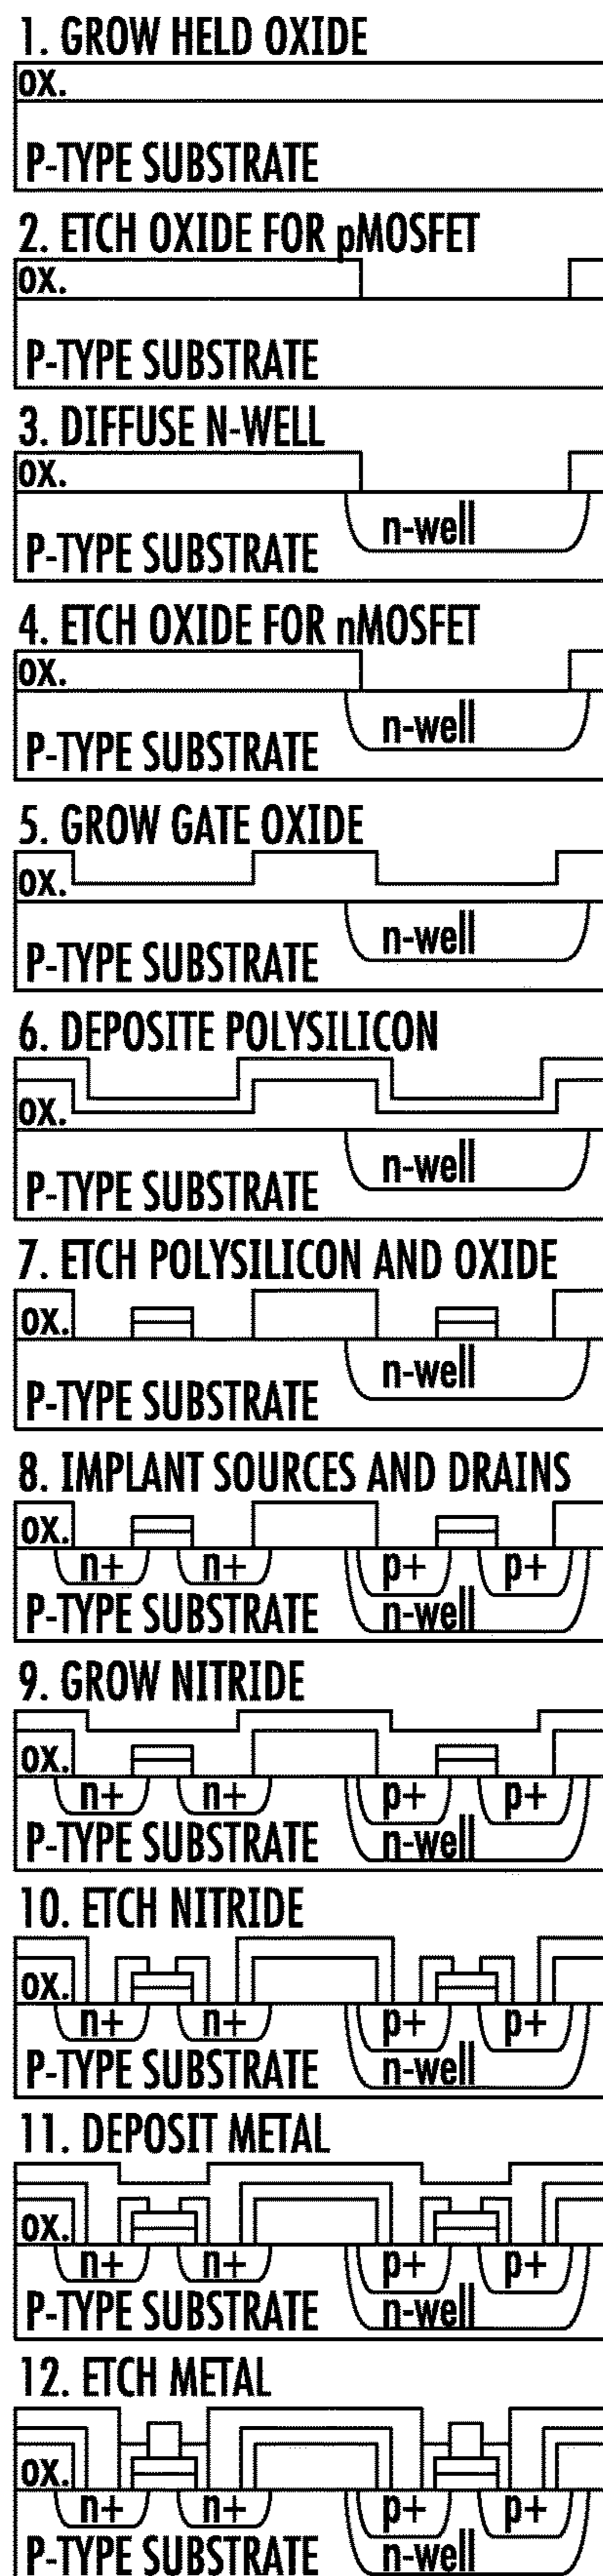 1. GROW HELD OXIDE
OX.
P-TYPE SUBSTRATE
2. ETCH OXIDE FOR pMOSFET
OX.
P-TYPE SUBSTRATE
3. DIFFUSE N-WELL
OX.
n-well
P-TYPE SUBSTRATE
4. ETCH OXIDE FOR nMOSFET
OX.
n-well
P-TYPE SUBSTRATE
5. GROW GATE OXIDE
OX.
n-well
P-TYPE SUBSTRATE
6. DEPOSITE POLYSILICON
OX.
n-well
P-TYPE SUBSTRATE
7. ETCH POLYSILICON AND OXIDE
OX.
n-well
P-TYPE SUBSTRATE
8. IMPLANT SOURCES AND DRAINS
OX.
n+ n+ p+ p+
P-TYPE SUBSTRATE n-well
9. GROW NITRIDE
OX.
n+ n+ p+ p+
P-TYPE SUBSTRATE n-well
10. ETCH NITRIDE
OX.
n+ n+ p+ p+
P-TYPE SUBSTRATE n-well
11. DEPOSIT METAL
OX.
n+ n+ p+ p+
P-TYPE SUBSTRATE n-well
12. ETCH METAL
OX.
n+ n+ p+ p+
P-TYPE SUBSTRATE n-well